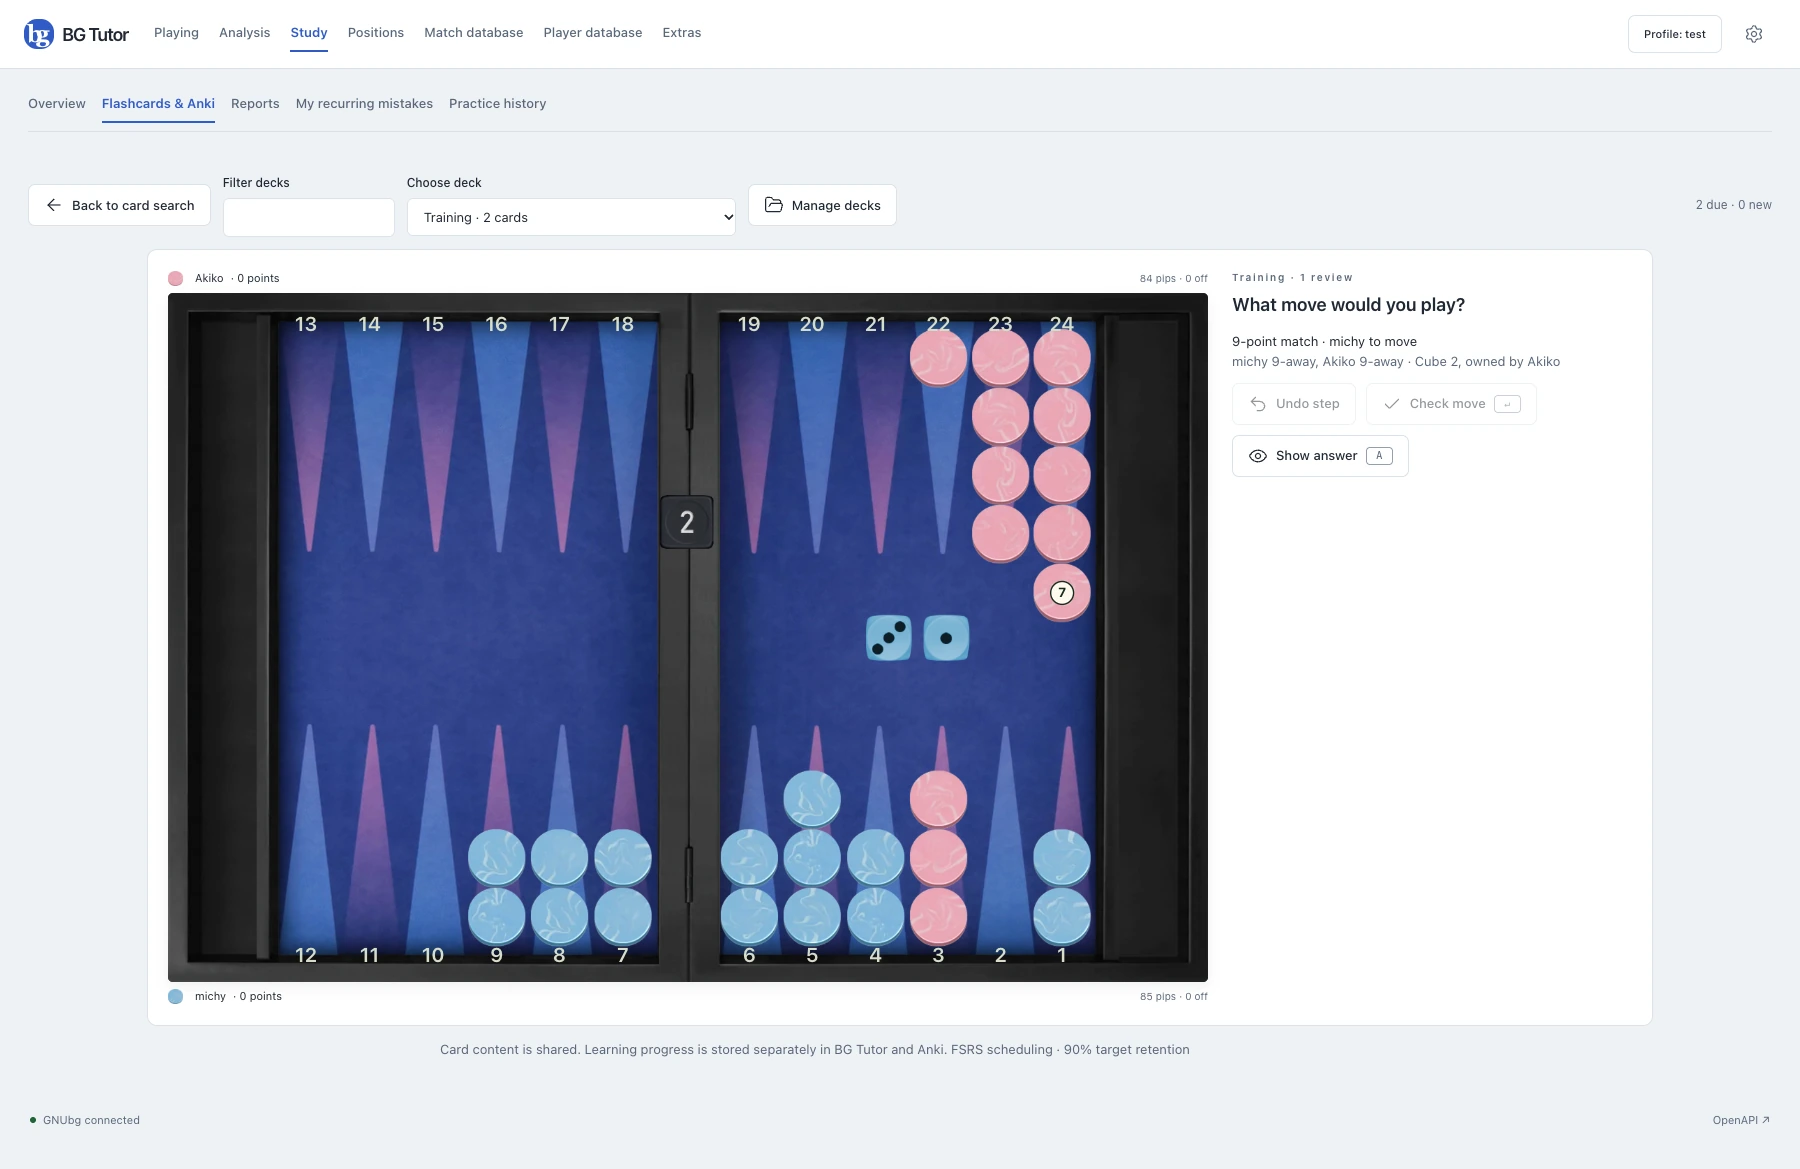 bg BG Tutor Playing Analysis Study Positions Match database Player database Extras Profile: test
Overview Flashcards & Anki Reports My recurring mistakes Practice history
Filter decks Choose deck
Back to card search Training · 2 cards Manage decks 2 due · 0 new
Akiko · 0 points 84 pips · 0 off
13 14 15 16 17 18 19 20 21 22 23 24
2
7
12 11 10 9 8 7 6 5 4 3 2 1
michy · 0 points 85 pips · 0 off
Training · 1 review
What move would you play?
9-point match · michy to move
michy 9-away, Akiko 9-away · Cube 2, owned by Akiko
Undo step Check move ↵
Show answer A
Card content is shared. Learning progress is stored separately in BG Tutor and Anki. FSRS scheduling · 90% target retention
GNUbg connected OpenAPI ↗